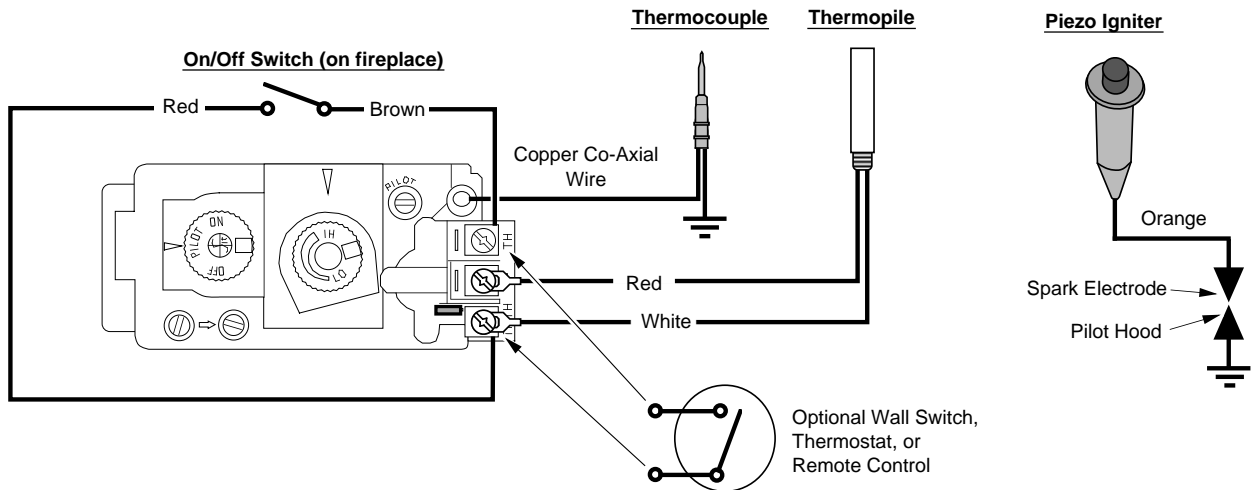 Thermocouple
Thermopile
Piezo Igniter
On/Off Switch (on fireplace)
Red
Brown
Copper Co-Axial
Wire
PILOT
ON
PILOT
OFF
HI
LO
TH
Orange
Red
White
Spark Electrode
Pilot Hood
Optional Wall Switch,
Thermostat, or
Remote Control